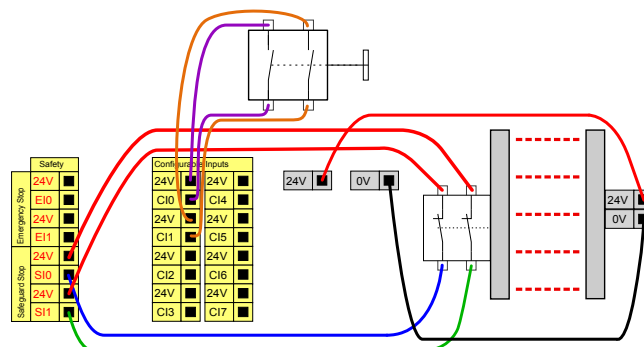 Safety
Emergency Stop
24V
EI0
24V
EI1
Safeguard Stop
24V
SI0
24V
SI1
Configurable Inputs
24V 24V
CI0 CI4
24V 24V
CI1 CI5
24V 24V
CI2 CI6
24V 24V
CI3 CI7
24V
0V
24V
0V